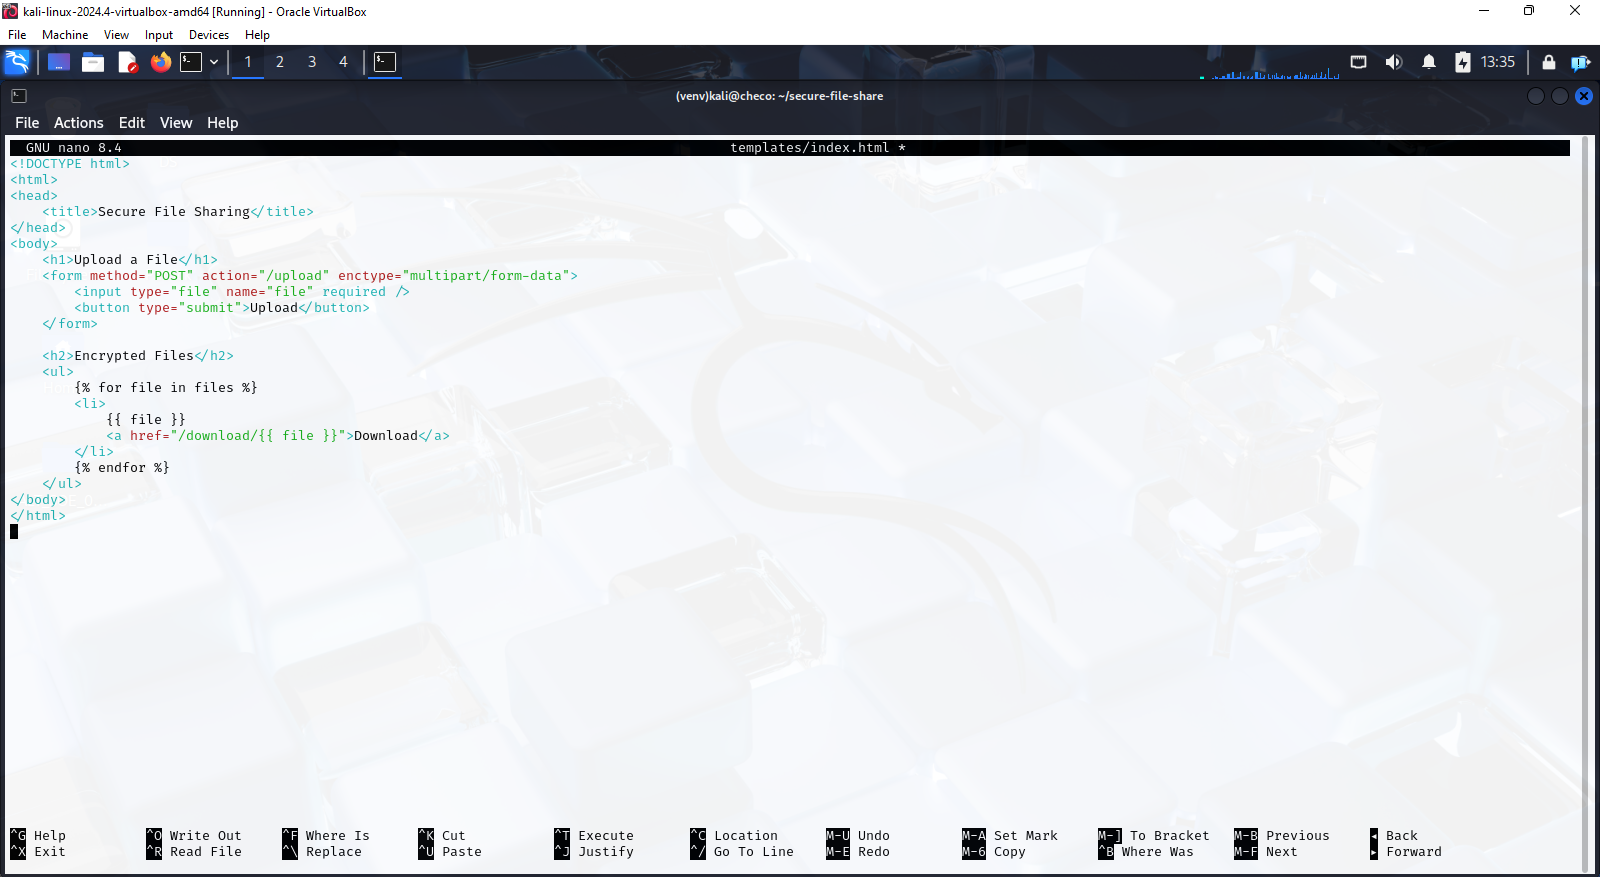 kali-linux-2024.4-virtualbox-amd64 [Running] - Oracle VirtualBox
File Machine View Input Devices Help
1 2 3 4 13:35
(venv)kali@checo: ~/secure-file-share
File Actions Edit View Help
GNU nano 8.4 templates/index.html *
<!DOCTYPE html>
<html>
<head>
    <title>Secure File Sharing</title>
</head>
<body>
    <h1>Upload a File</h1>
    <form method="POST" action="/upload" enctype="multipart/form-data">
        <input type="file" name="file" required />
        <button type="submit">Upload</button>
    </form>
    <h2>Encrypted Files</h2>
    <ul>
        {% for file in files %}
        <li>
            {{ file }}
            <a href="/download/{{ file }}">Download</a>
        </li>
        {% endfor %}
    </ul>
</body>
</html>
^G Help ^O Write Out ^F Where Is ^K Cut ^T Execute ^C Location M-U Undo M-A Set Mark M-] To Bracket M-B Previous ◂ Back
^X Exit ^R Read File ^\ Replace ^U Paste ^J Justify ^/ Go To Line M-E Redo M-6 Copy ^B Where Was M-F Next ▸ Forward